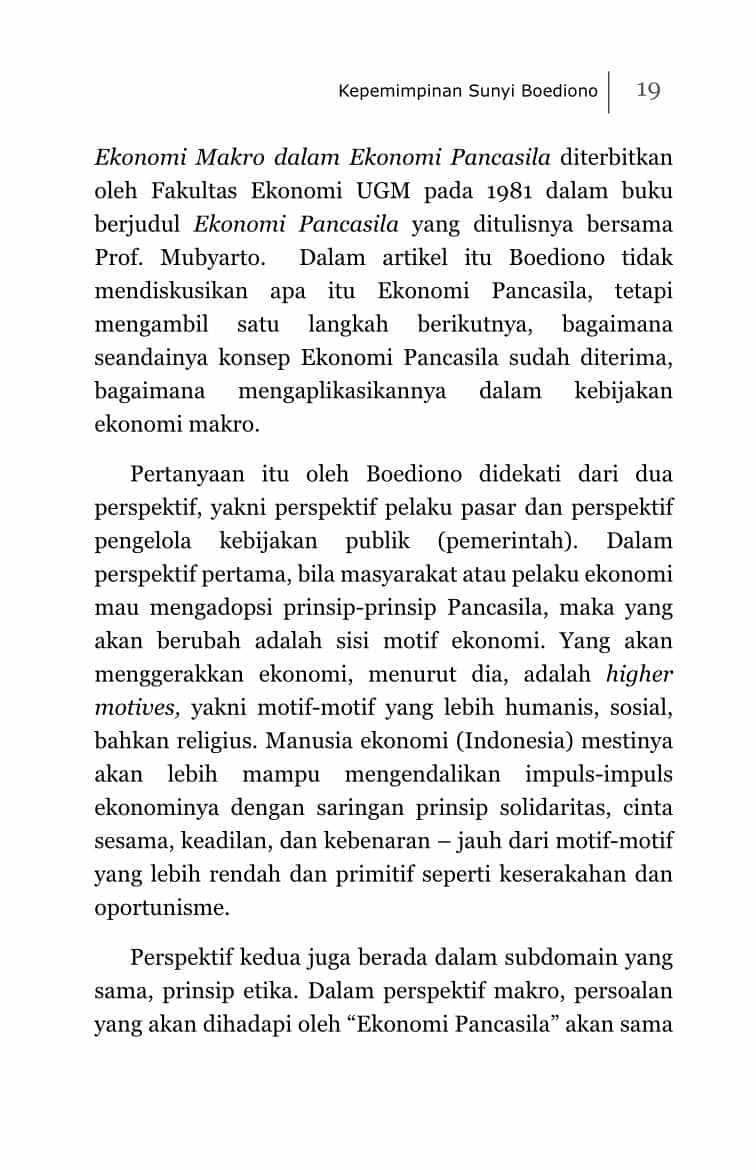 Kepemimpinan Sunyi Boediono 19
Ekonomi Makro dalam Ekonomi Pancasila diterbitkan
oleh Fakultas Ekonomi UGM pada 1981 dalam buku
berjudul Ekonomi Pancasila yang ditulisnya bersama
Prof. Mubyarto. Dalam artikel itu Boediono tidak
mendiskusikan apa itu Ekonomi Pancasila, tetapi
mengambil satu langkah berikutnya, bagaimana
seandainya konsep Ekonomi Pancasila sudah diterima,
bagaimana mengaplikasikannya dalam kebijakan
ekonomi makro.
Pertanyaan itu oleh Boediono didekati dari dua
perspektif, yakni perspektif pelaku pasar dan perspektif
pengelola kebijakan publik (pemerintah). Dalam
perspektif pertama, bila masyarakat atau pelaku ekonomi
mau mengadopsi prinsip-prinsip Pancasila, maka yang
akan berubah adalah sisi motif ekonomi. Yang akan
menggerakkan ekonomi, menurut dia, adalah higher
motives, yakni motif-motif yang lebih humanis, sosial,
bahkan religius. Manusia ekonomi (Indonesia) mestinya
akan lebih mampu mengendalikan impuls-impuls
ekonominya dengan saringan prinsip solidaritas, cinta
sesama, keadilan, dan kebenaran – jauh dari motif-motif
yang lebih rendah dan primitif seperti keserakahan dan
oportunisme.
Perspektif kedua juga berada dalam subdomain yang
sama, prinsip etika. Dalam perspektif makro, persoalan
yang akan dihadapi oleh “Ekonomi Pancasila” akan sama